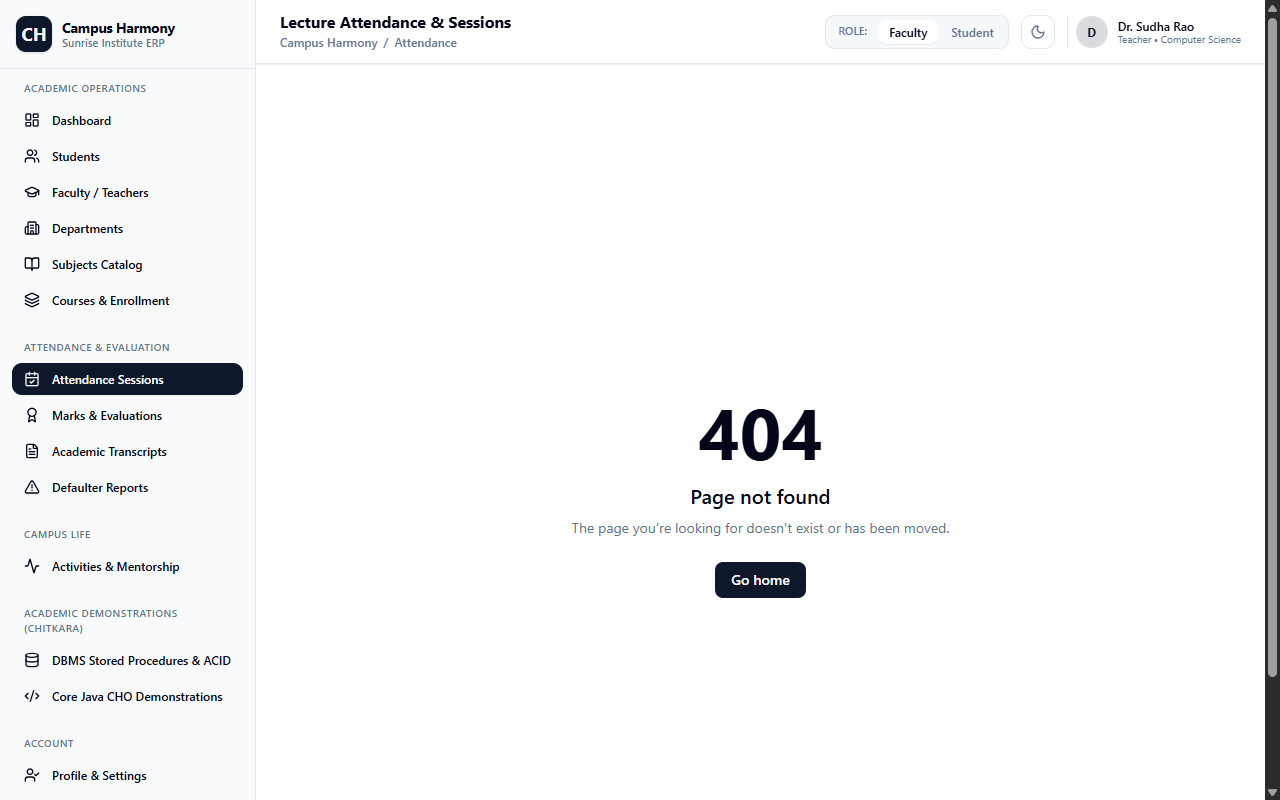 CH
Campus Harmony
Sunrise Institute ERP
ACADEMIC OPERATIONS
Dashboard
Students
Faculty / Teachers
Departments
Subjects Catalog
Courses & Enrollment
ATTENDANCE & EVALUATION
Attendance Sessions
Marks & Evaluations
Academic Transcripts
Defaulter Reports
CAMPUS LIFE
Activities & Mentorship
ACADEMIC DEMONSTRATIONS
(CHITKARA)
DBMS Stored Procedures & ACID
Core Java CHO Demonstrations
ACCOUNT
Profile & Settings
Lecture Attendance & Sessions
Campus Harmony / Attendance
ROLE: Faculty Student
D
Dr. Sudha Rao
Teacher • Computer Science
404
Page not found
The page you're looking for doesn't exist or has been moved.
Go home